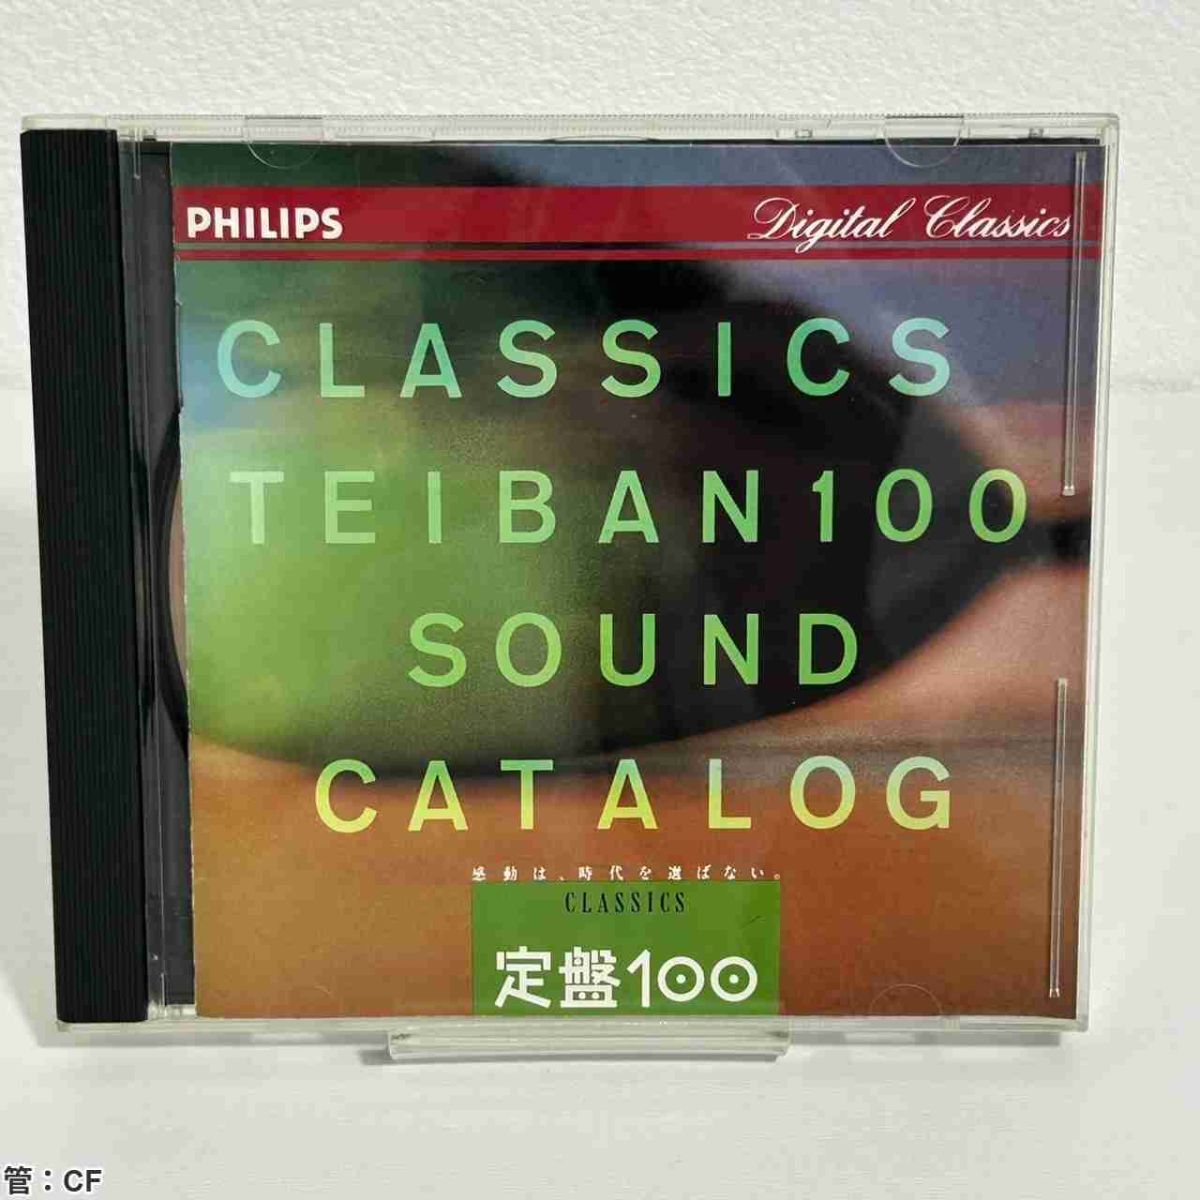 PHILIPS
Digital Classics
CLASSICS
TEIBAN100
SOUND
CATALOG
感動は、時代を選ばない。
CLASSICS
定盤100
管：CF